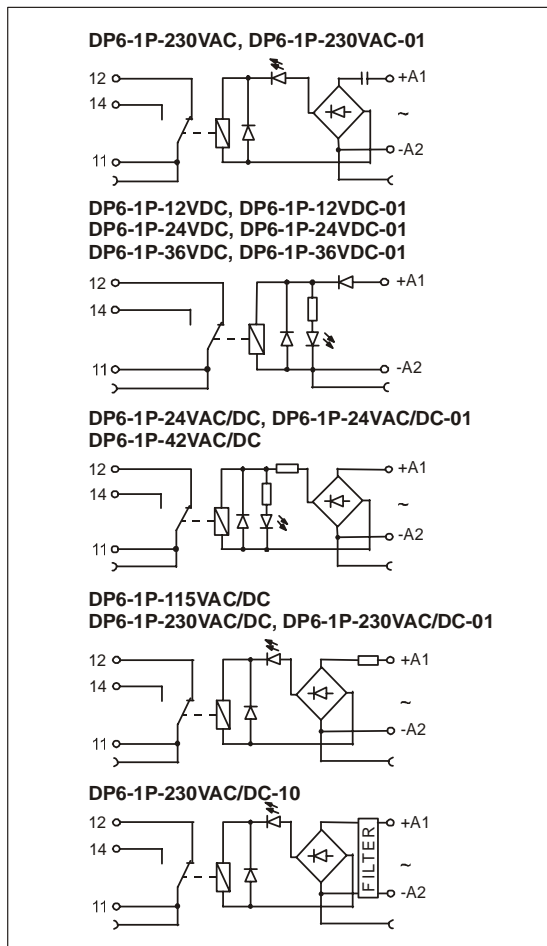 DP6-1P-230VAC, DP6-1P-230VAC-01
12
+A1
14
~
11
-A2
DP6-1P-12VDC, DP6-1P-12VDC-01
DP6-1P-24VDC, DP6-1P-24VDC-01
DP6-1P-36VDC, DP6-1P-36VDC-01
12
+A1
14
11
-A2
DP6-1P-24VAC/DC, DP6-1P-24VAC/DC-01
DP6-1P-42VAC/DC
12
+A1
14
~
11
-A2
DP6-1P-115VAC/DC
DP6-1P-230VAC/DC, DP6-1P-230VAC/DC-01
12
+A1
14
~
11
-A2
DP6-1P-230VAC/DC-10
12
+A1
14
FILTER
~
11
-A2